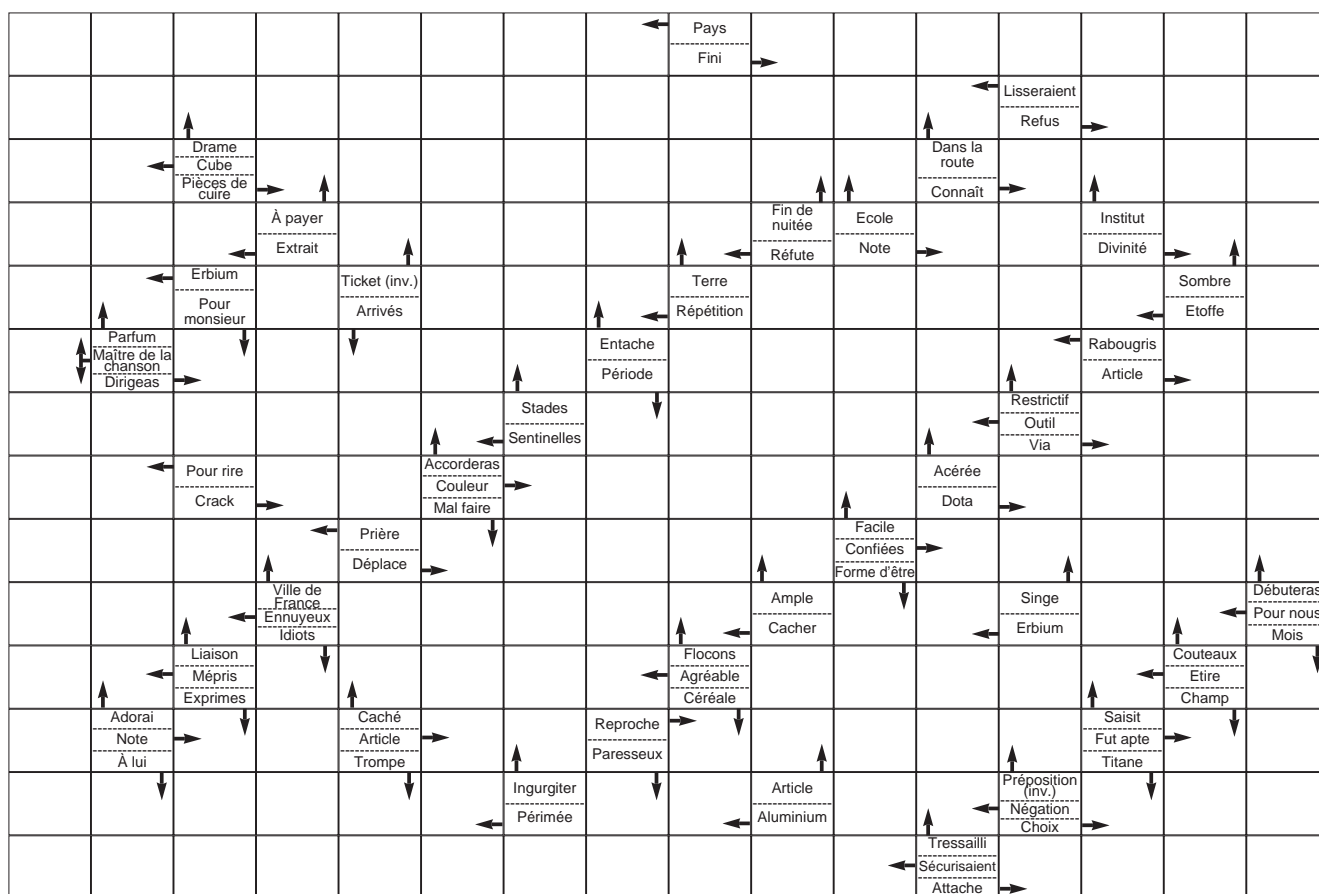 Pays
Fini
Lisseraient
Refus
Drame
Cube
Pièces de
cuire
Dans la
route
Connaît
À payer
Extrait
Fin de
nuitée
Réfute
Ecole
Note
Institut
Divinité
Erbium
Pour
monsieur
Ticket (inv.)
Arrivés
Terre
Répétition
Sombre
Etoffe
Parfum
Maître de la
chanson
Dirigeas
Entache
Période
Rabougris
Article
Stades
Sentinelles
Restrictif
Outil
Via
Pour rire
Crack
Accorderas
Couleur
Mal faire
Acérée
Dota
Prière
Déplace
Facile
Confiées
Forme d'être
Ville de
France
Ennuyeux
Idiots
Ample
Cacher
Singe
Erbium
Débuteras
Pour nous
Mois
Liaison
Mépris
Exprimes
Flocons
Agréable
Céréale
Couteaux
Etire
Champ
Adorai
Note
À lui
Caché
Article
Trompe
Reproche
Paresseux
Saisit
Fut apte
Titane
Ingurgiter
Périmée
Article
Aluminium
Préposition
(inv.)
Négation
Choix
Tressailli
Sécurisaient
Attache